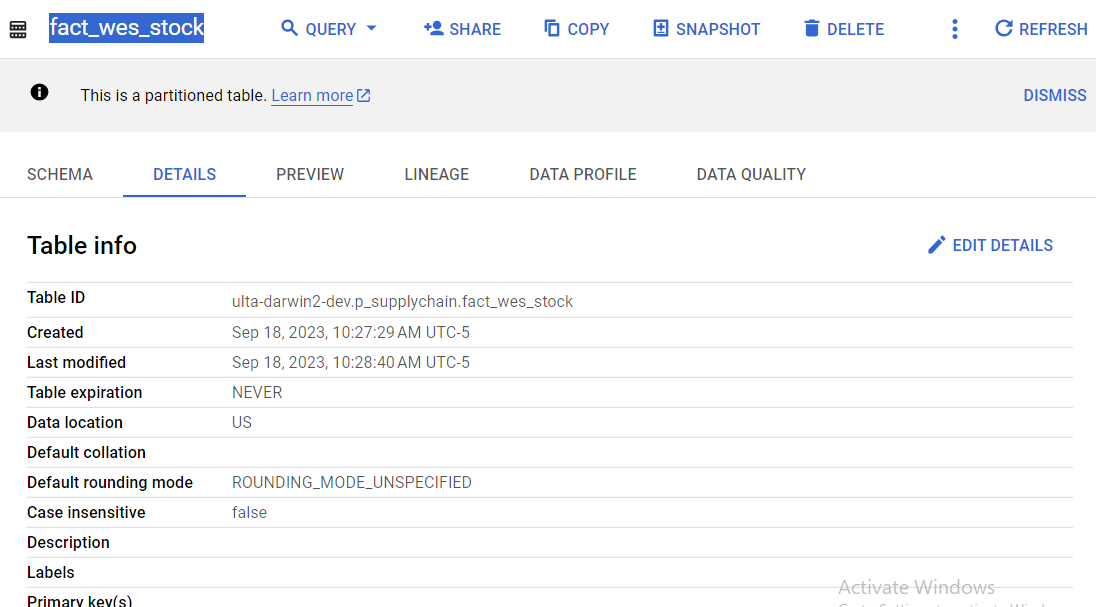 fact_wes_stock QUERY SHARE COPY SNAPSHOT DELETE REFRESH
This is a partitioned table. Learn more DISMISS
SCHEMA DETAILS PREVIEW LINEAGE DATA PROFILE DATA QUALITY
Table info EDIT DETAILS
Table ID ulta-darwin2-dev.p_supplychain.fact_wes_stock
Created Sep 18, 2023, 10:27:29 AM UTC-5
Last modified Sep 18, 2023, 10:28:40 AM UTC-5
Table expiration NEVER
Data location US
Default collation
Default rounding mode ROUNDING_MODE_UNSPECIFIED
Case insensitive false
Description
Labels
Activate Windows
Primary key(s)